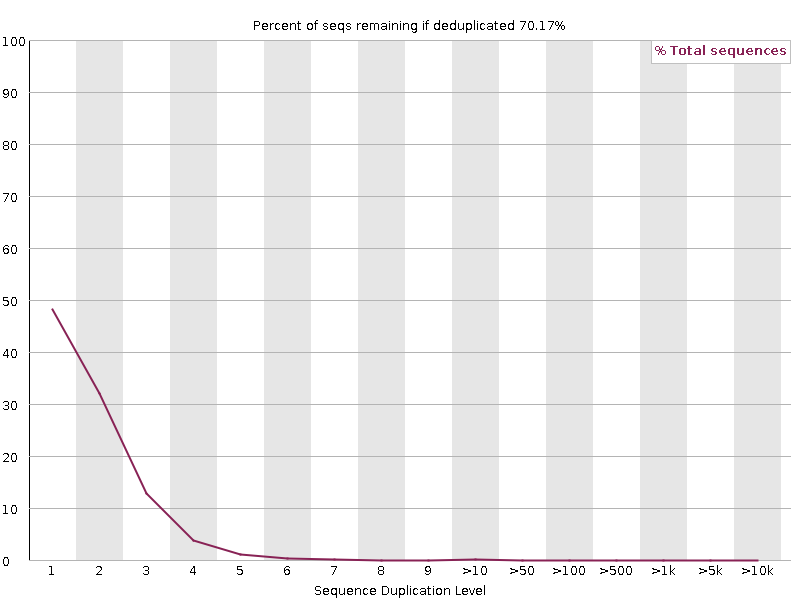 Percent of seqs remaining if deduplicated 70.17%
% Total sequences
100
90
80
70
60
50
40
30
20
10
0
1 2 3 4 5 6 7 8 9 >10 >50 >100 >500 >1k >5k >10k
Sequence Duplication Level